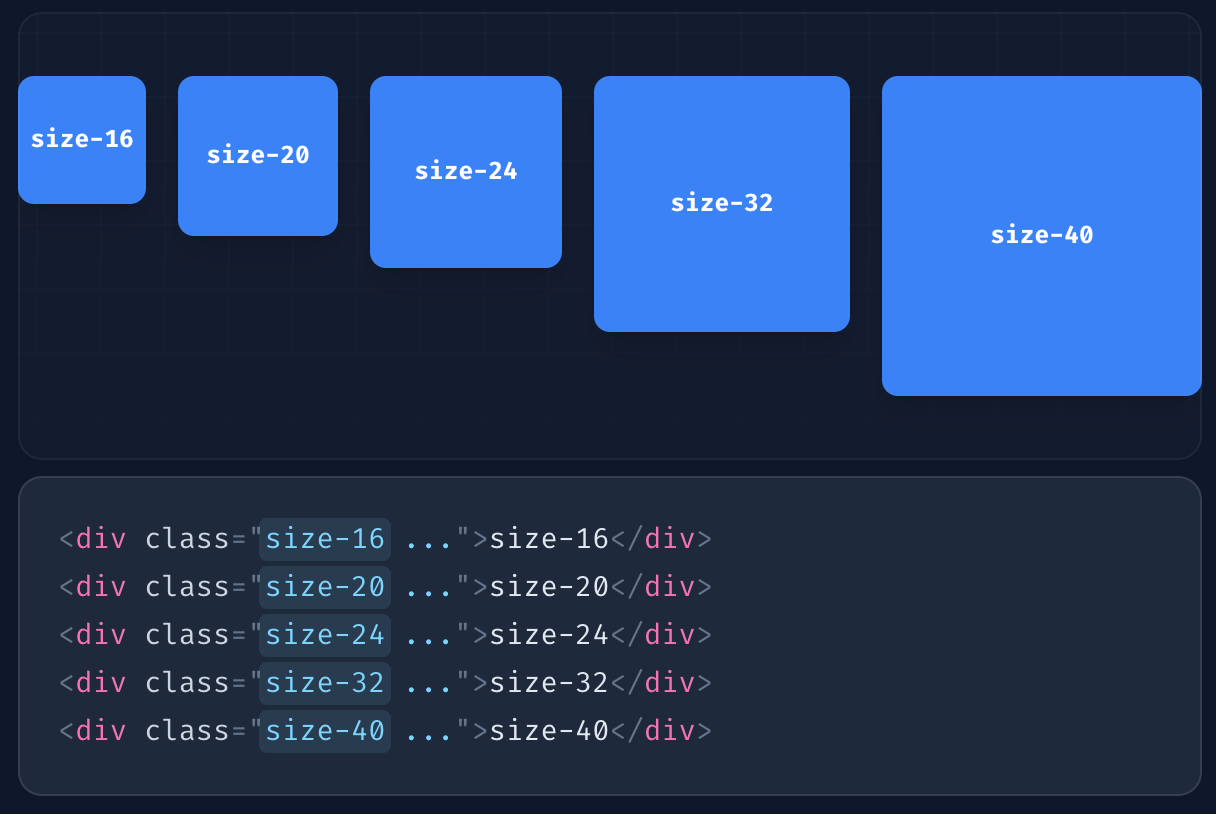 size-16
size-20
size-24
size-32
size-40
<div class="size-16 ...">size-16</div>
<div class="size-20 ...">size-20</div>
<div class="size-24 ...">size-24</div>
<div class="size-32 ...">size-32</div>
<div class="size-40 ...">size-40</div>